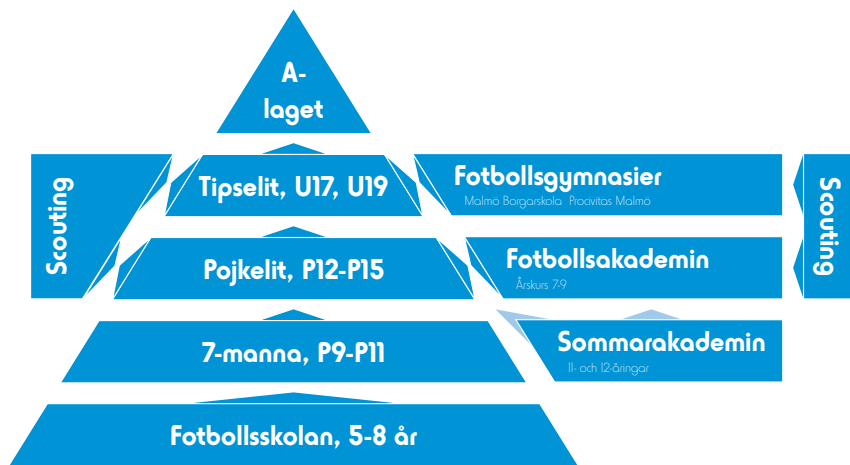 A-
laget
Scouting
Tipselit, U17, U19
Fotbollsgymnasier
Malmö Borgarskola Procivitas Malmö
Scouting
Pojkelit, P12-P15
Fotbollsakademin
Årskurs 7-9
7-manna, P9-P11
Sommarakademin
11- och 12-åringar
Fotbollsskolan, 5-8 år